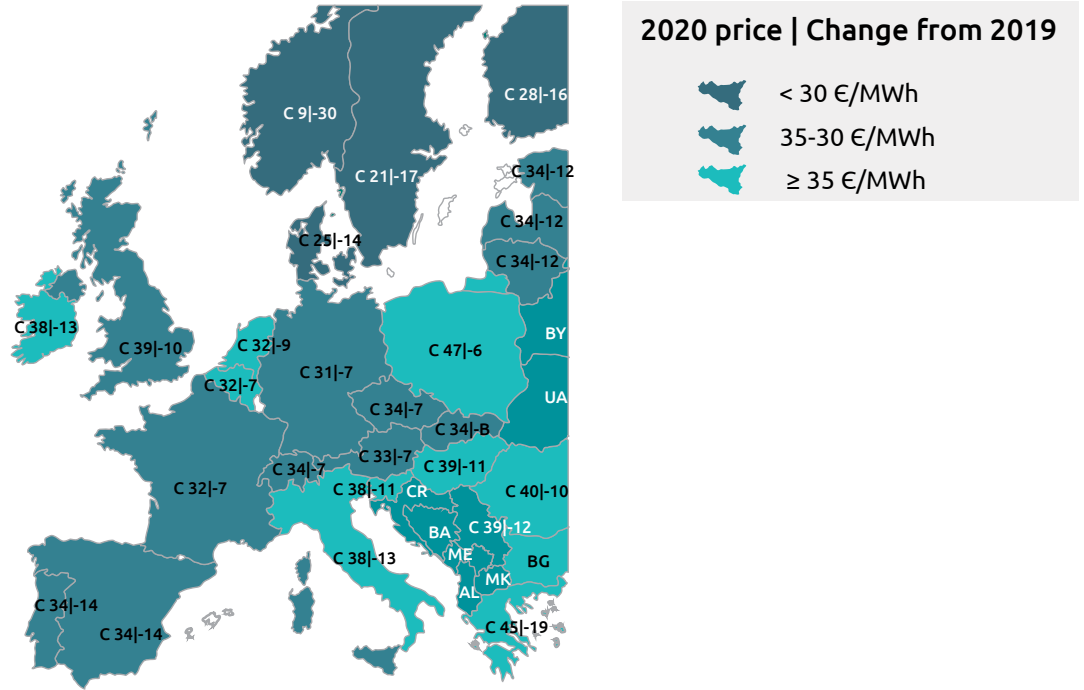 2020 price | Change from 2019
< 30 Є/MWh
35-30 Є/MWh
≥ 35 Є/MWh
C 9|-30
C 28|-16
C 21|-17
C 34|-12
C 34|-12
C 25|-14
C 34|-12
C 38|-13
C 39|-10
C 32|-9
C 47|-6
BY
C 32|-7
C 31|-7
UA
C 34|-7
C 34|-B
C 33|-7
C 34|-7
C 39|-11
C 32|-7
C 38|-11
CR
C 40|-10
C 39|-12
BA
ME
C 38|-13
BG
MK
AL
C 34|-14
C 34|-14
C 45|-19